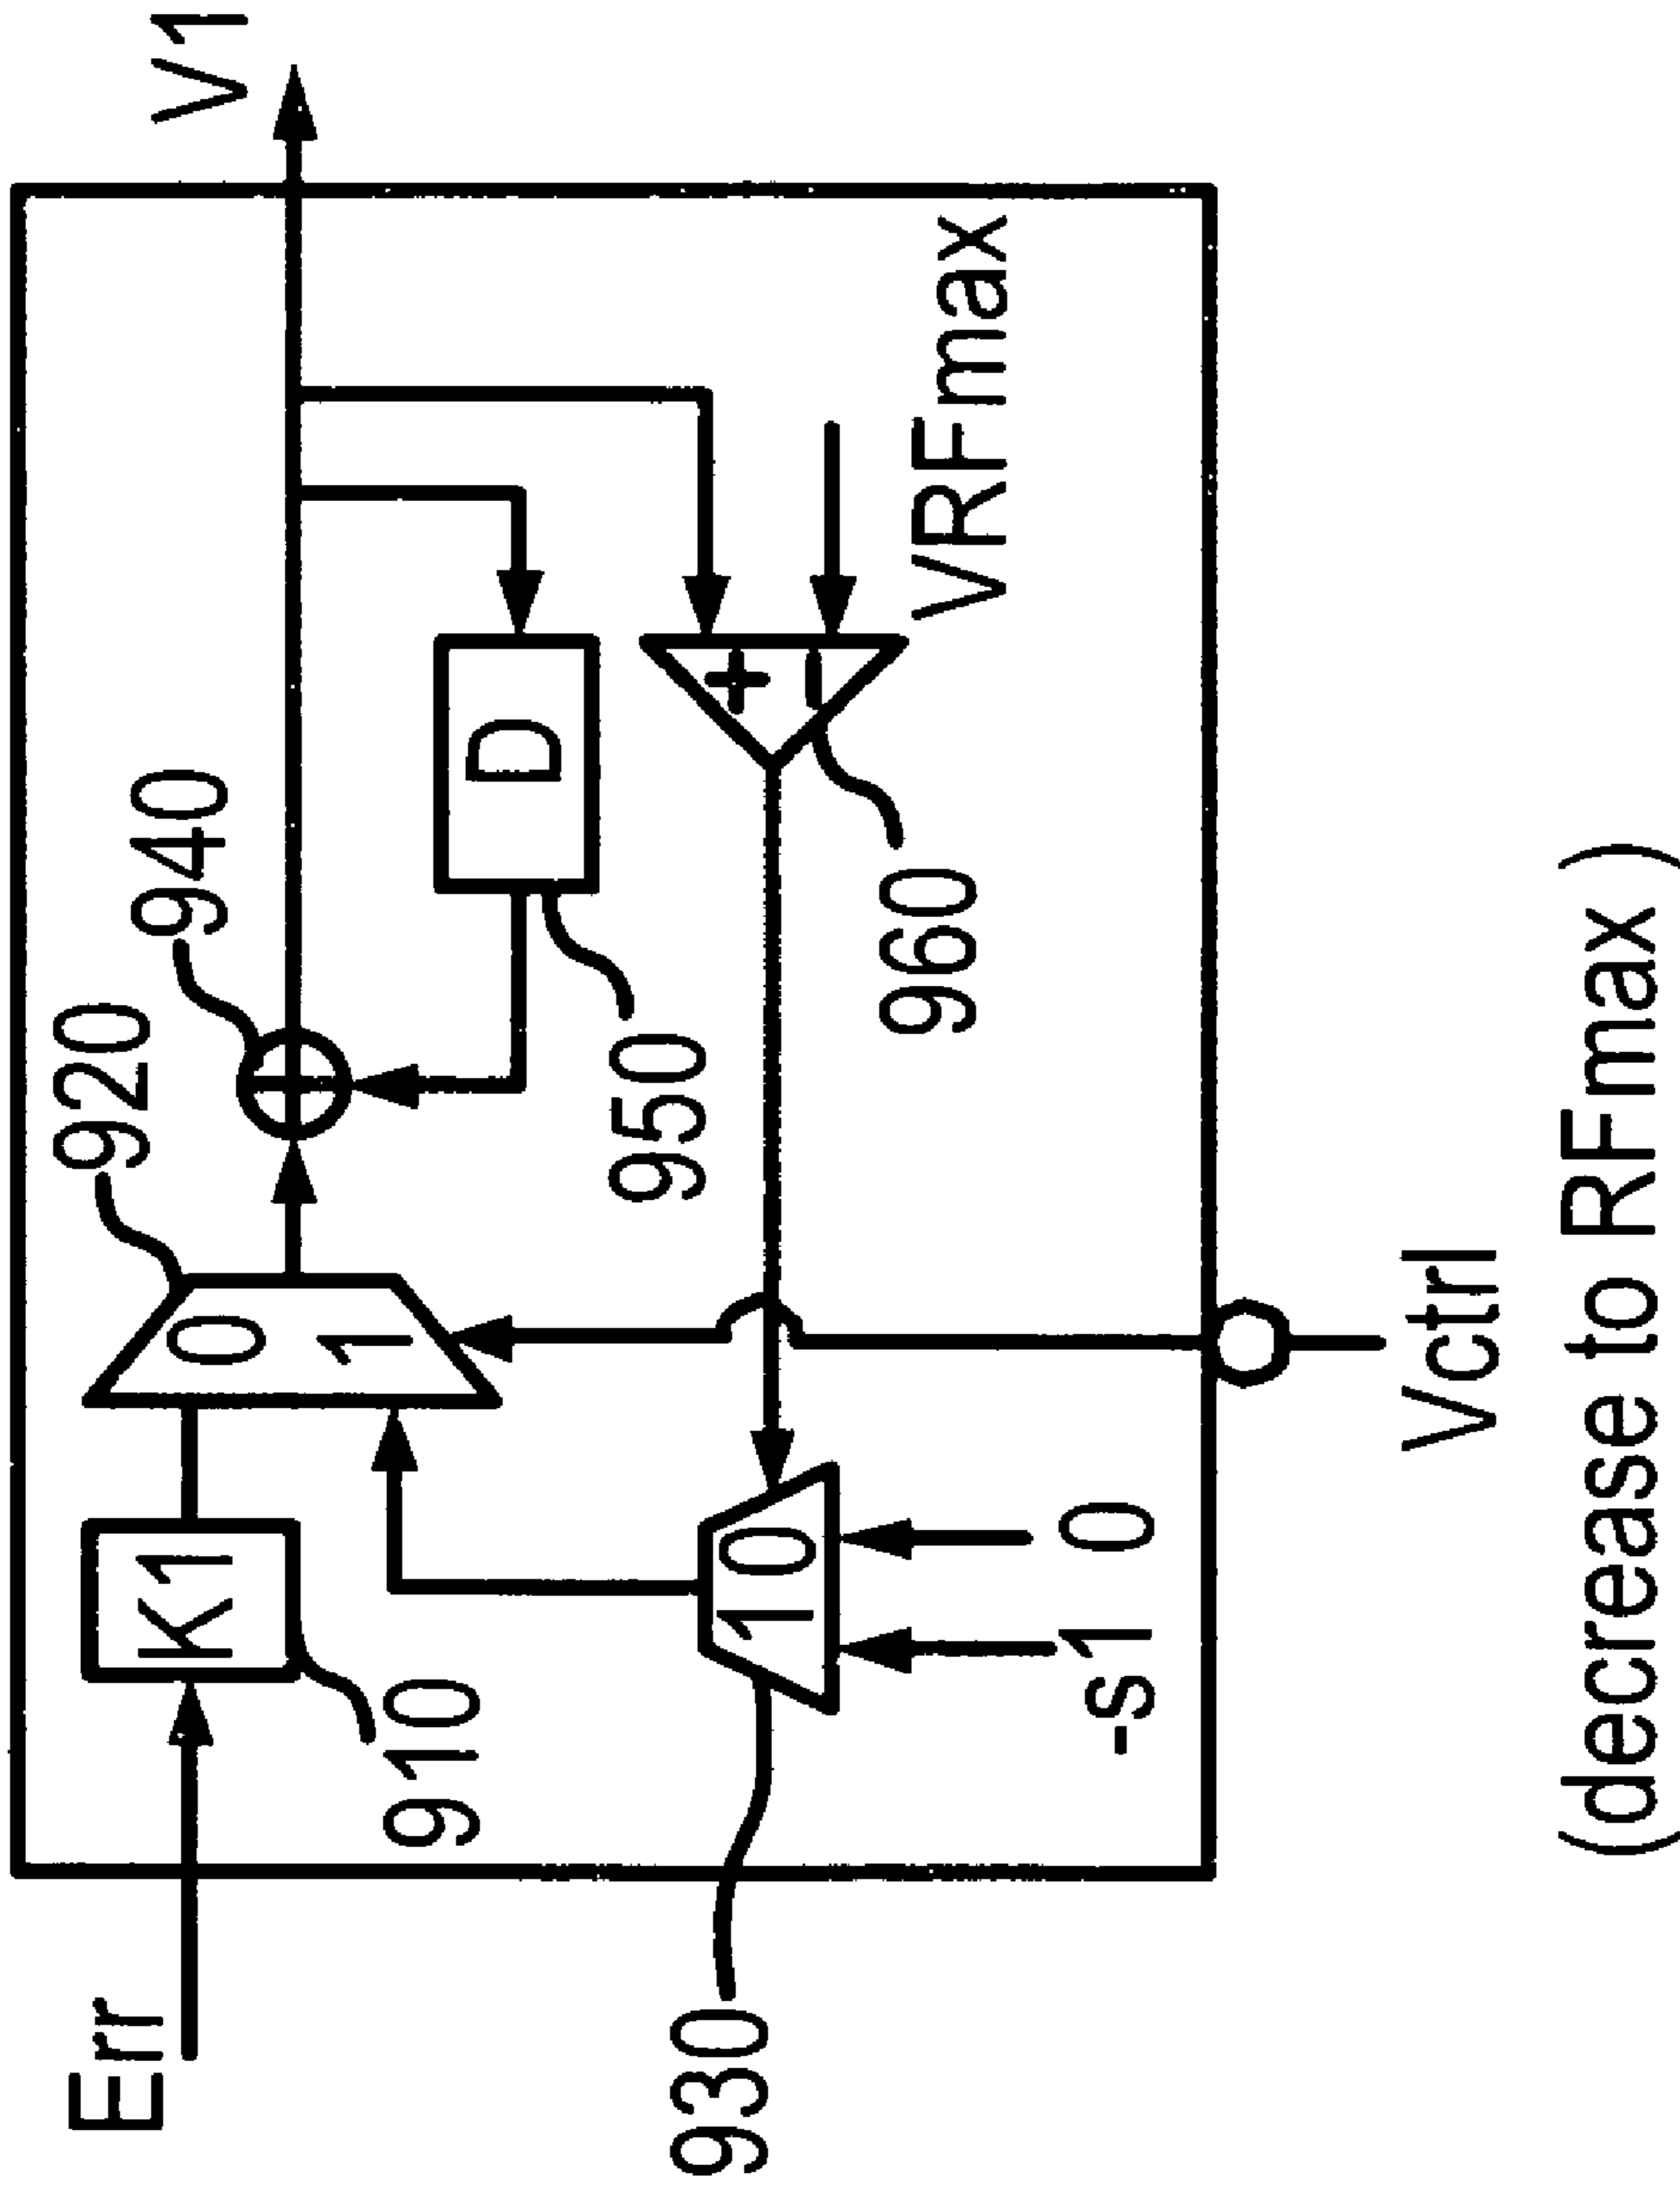 V1
940
920
Err
K1
0
1
D
910
+
−
950
960
VRFmax
1 0
930
-s1
0
Vctrl
(decrease to RFmax)